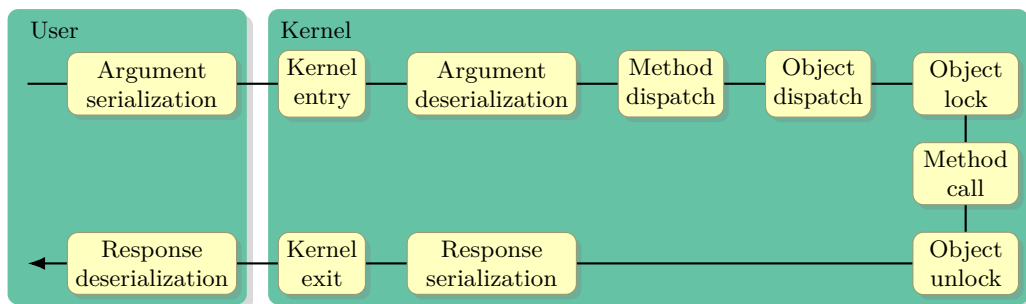 User
Kernel
Argument
serialization
Kernel
entry
Argument
deserialization
Method
dispatch
Object
dispatch
Object
lock
Method
call
Response
deserialization
Kernel
exit
Response
serialization
Object
unlock